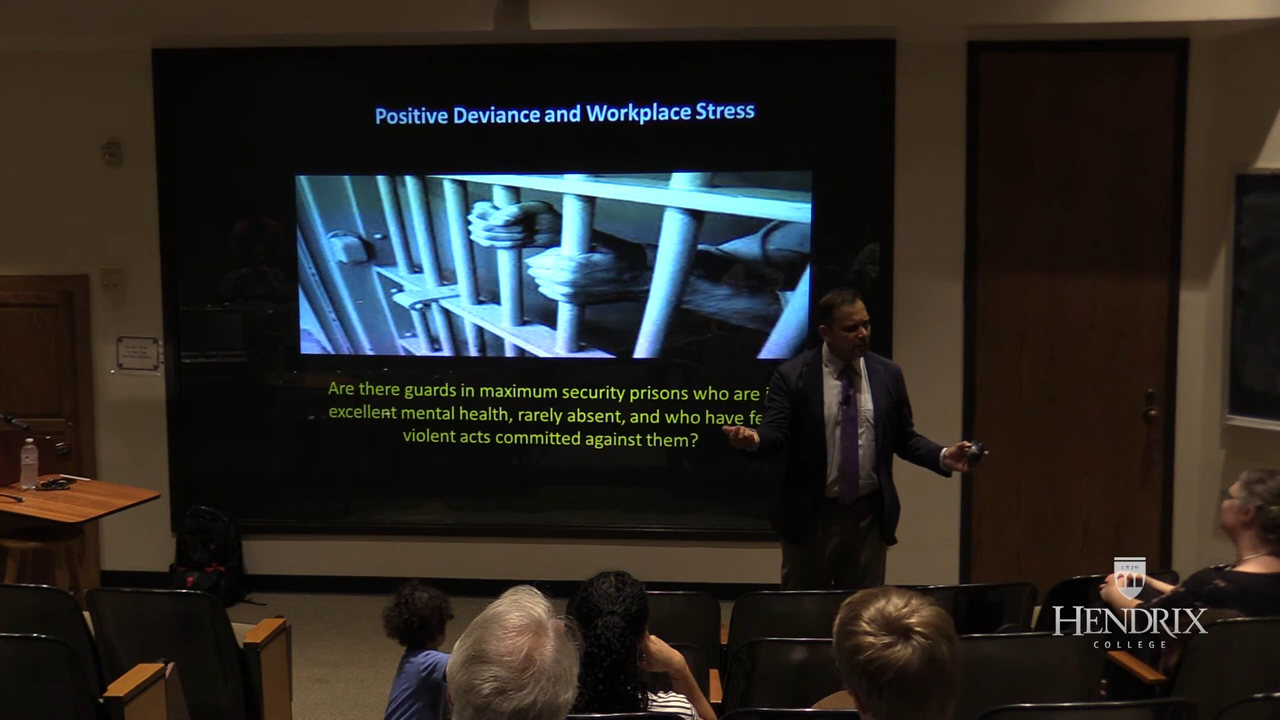 Positive Deviance and Workplace Stress
Are there guards in maximum security prisons who are
excellent mental health, rarely absent, and who have
violent acts committed against them?
1876
HENDRIX
COLLEGE